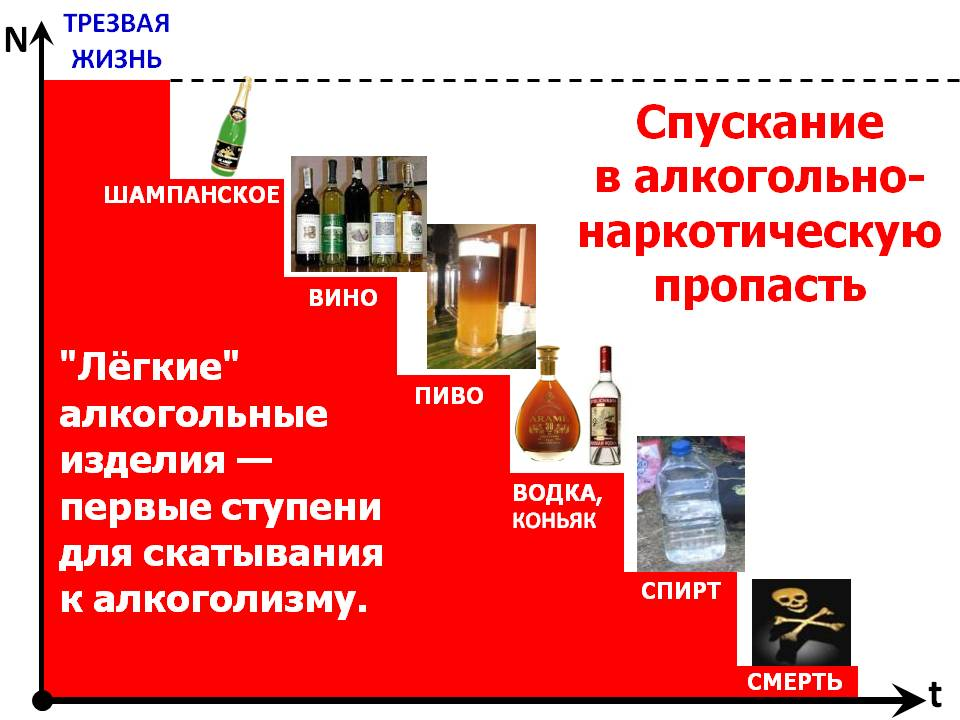 N
ТРЕЗВАЯ
ЖИЗНЬ
Спускание
в алкогольно-
наркотическую
пропасть
ШАМПАНСКОЕ
ВИНО
ПИВО
ВОДКА,
КОНЬЯК
СПИРТ
СМЕРТЬ
"Лёгкие"
алкогольные
изделия —
первые ступени
для скатывания
к алкоголизму.
t